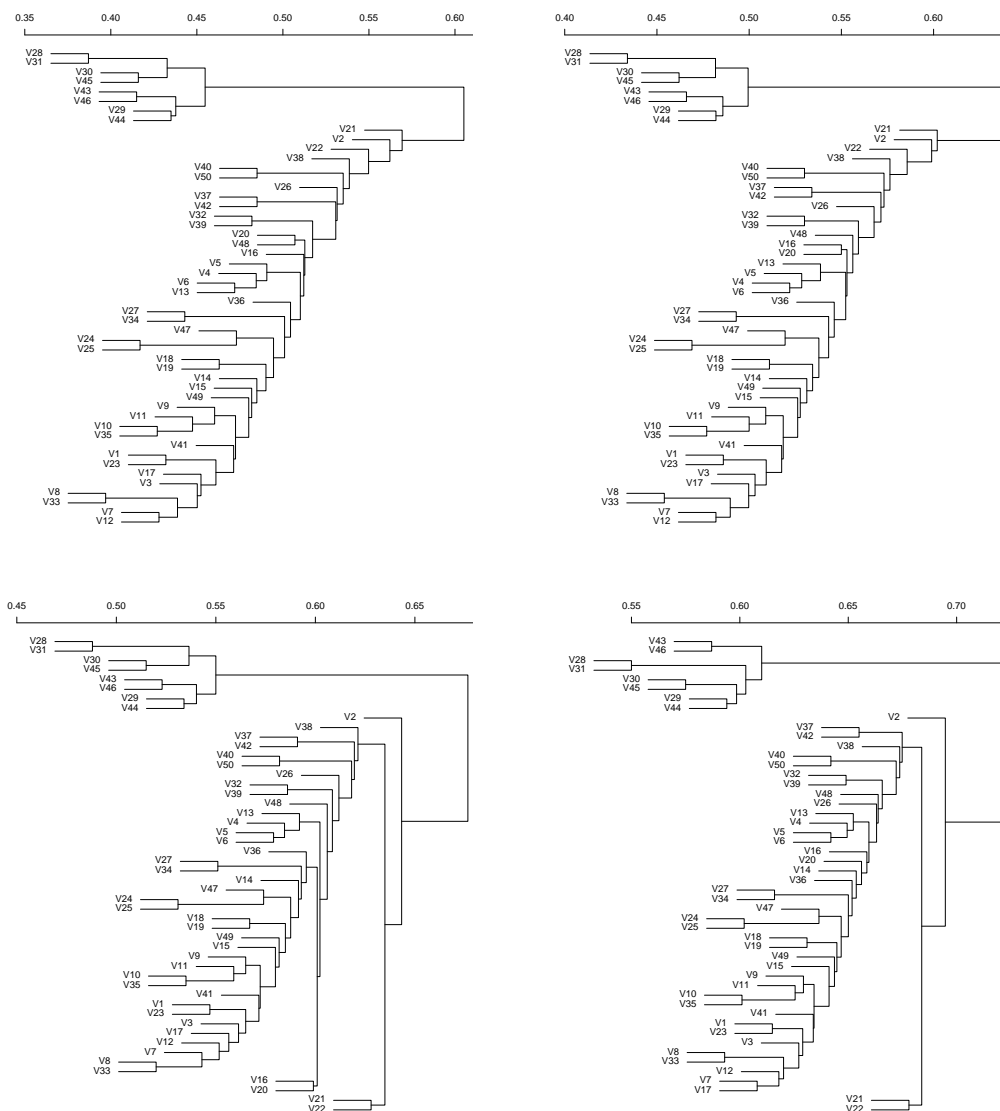 0.35 0.40 0.45 0.50 0.55 0.60
V28
V31
V30
V45
V43
V46
V29
V44
V21
V2
V22
V38
V40
V50
V26
V37
V42
V32
V39
V20
V48
V16
V5
V4
V6
V13
V36
V27
V34
V47
V24
V25
V18
V19
V14
V15
V49
V9
V11
V10
V35
V41
V1
V23
V17
V3
V8
V33
V7
V12
0.40 0.45 0.50 0.55 0.60
V28
V31
V30
V45
V43
V46
V29
V44
V21
V2
V22
V38
V40
V50
V37
V42
V26
V32
V39
V48
V16
V20
V13
V5
V4
V6
V36
V27
V34
V47
V24
V25
V18
V19
V14
V49
V15
V9
V11
V10
V35
V41
V1
V23
V3
V17
V8
V33
V7
V12
0.45 0.50 0.55 0.60 0.65
V28
V31
V30
V45
V43
V46
V29
V44
V2
V38
V37
V42
V40
V50
V26
V32
V39
V48
V13
V4
V5
V6
V36
V27
V34
V14
V47
V24
V25
V18
V19
V49
V15
V9
V11
V10
V35
V41
V1
V23
V3
V17
V12
V7
V8
V33
V16
V20
V21
V22
0.55 0.60 0.65 0.70
V43
V46
V28
V31
V30
V45
V29
V44
V2
V37
V42
V38
V40
V50
V32
V39
V48
V26
V13
V4
V5
V6
V16
V20
V14
V36
V27
V34
V47
V24
V25
V18
V19
V49
V15
V9
V11
V10
V35
V41
V1
V23
V3
V8
V33
V12
V7
V17
V21
V22